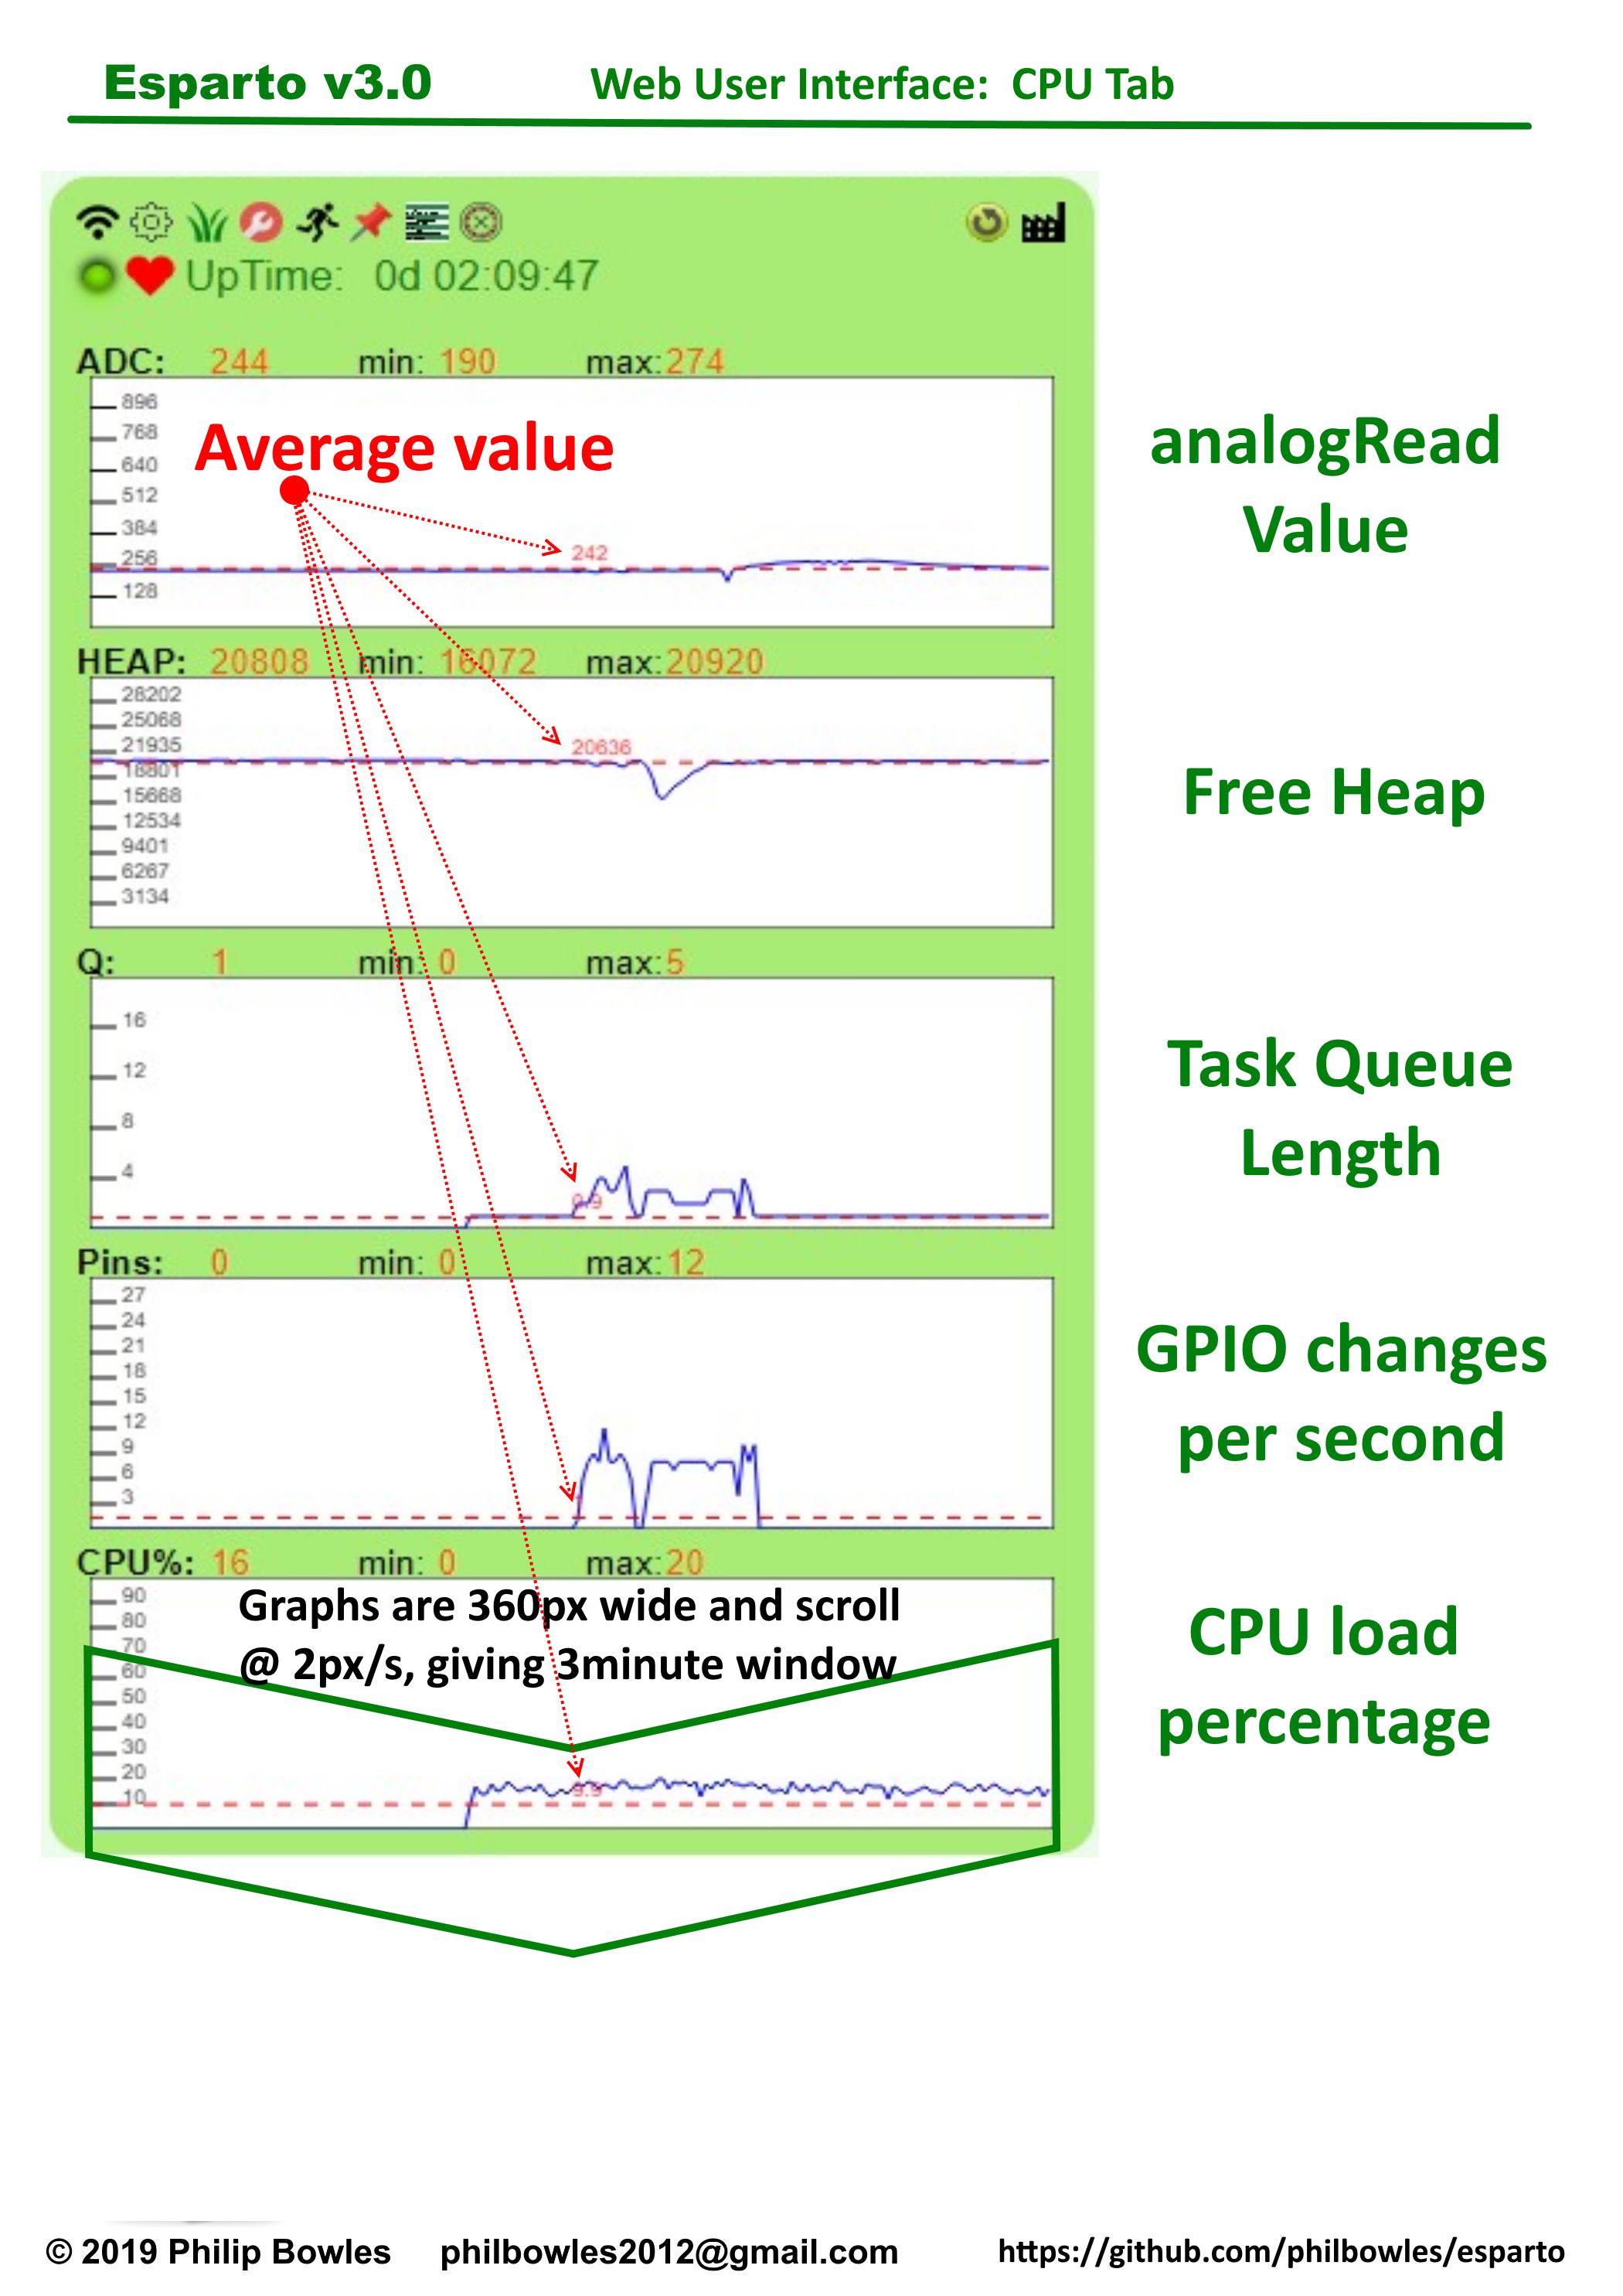 Esparto v3.0 Web User Interface: CPU Tab
UpTime: 0d 02:09:47
ADC: 244 min: 190 max:274
896
768
640
512
384
256
128
Average value
242
analogRead
Value
HEAP: 20808 min: 16072 max:20920
28202
25068
21935
18801
15668
12534
9401
6267
3134
20636
Free Heap
Q: 1 min: 0 max:5
16
12
8
4
0.9
Task Queue
Length
Pins: 0 min: 0 max:12
27
24
21
18
15
12
9
6
3
GPIO changes
per second
CPU%: 16 min: 0 max:20
90
80
70
60
50
40
30
20
10
Graphs are 360px wide and scroll
@ 2px/s, giving 3minute window
9.9
CPU load
percentage
© 2019 Philip Bowles philbowles2012@gmail.com https://github.com/philbowles/esparto